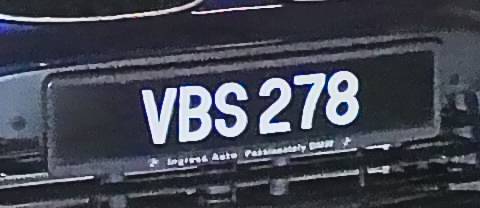 VBS 278
Ingress Auto Passionately BMW